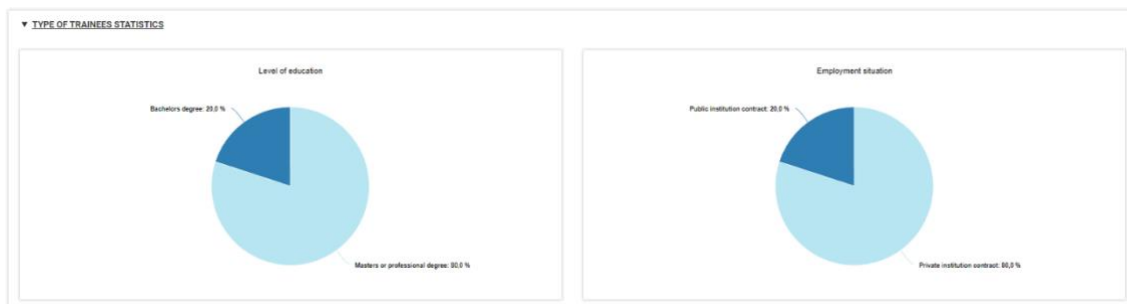 ▼ TYPE OF TRAINEES STATISTICS
Level of education
Bachelors degree: 20,0 %
Masters or professional degree: 80,0 %
Employment situation
Public institution contract: 20,0 %
Private institution contract: 80,0 %